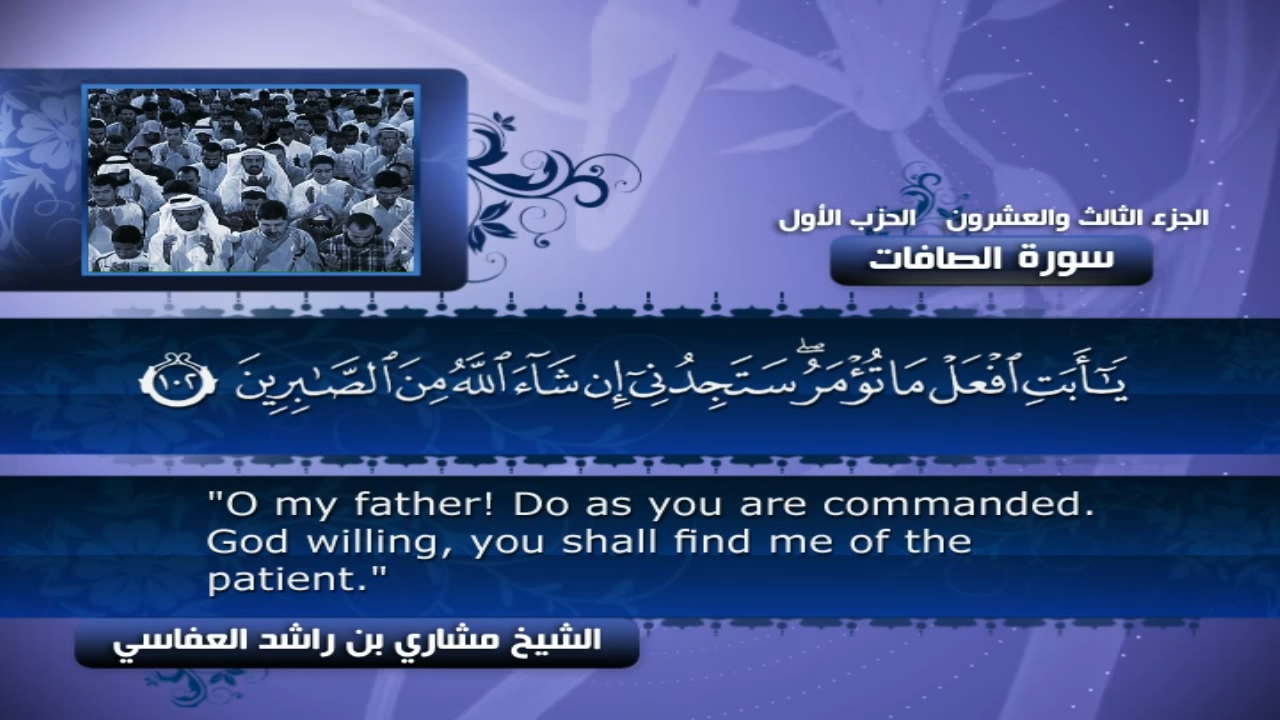 الجزء الثالث والعشرون الحزب الأول
سورة الصافات
يَٰٓأَبَتِ ٱفْعَلْ مَا تُؤْمَرُ ۖ سَتَجِدُنِىٓ إِن شَآءَ ٱللَّهُ مِنَ ٱلصَّٰبِرِينَ ١٠٢
"O my father! Do as you are commanded.
God willing, you shall find me of the
patient."
الشيخ مشاري بن راشد العفاسي